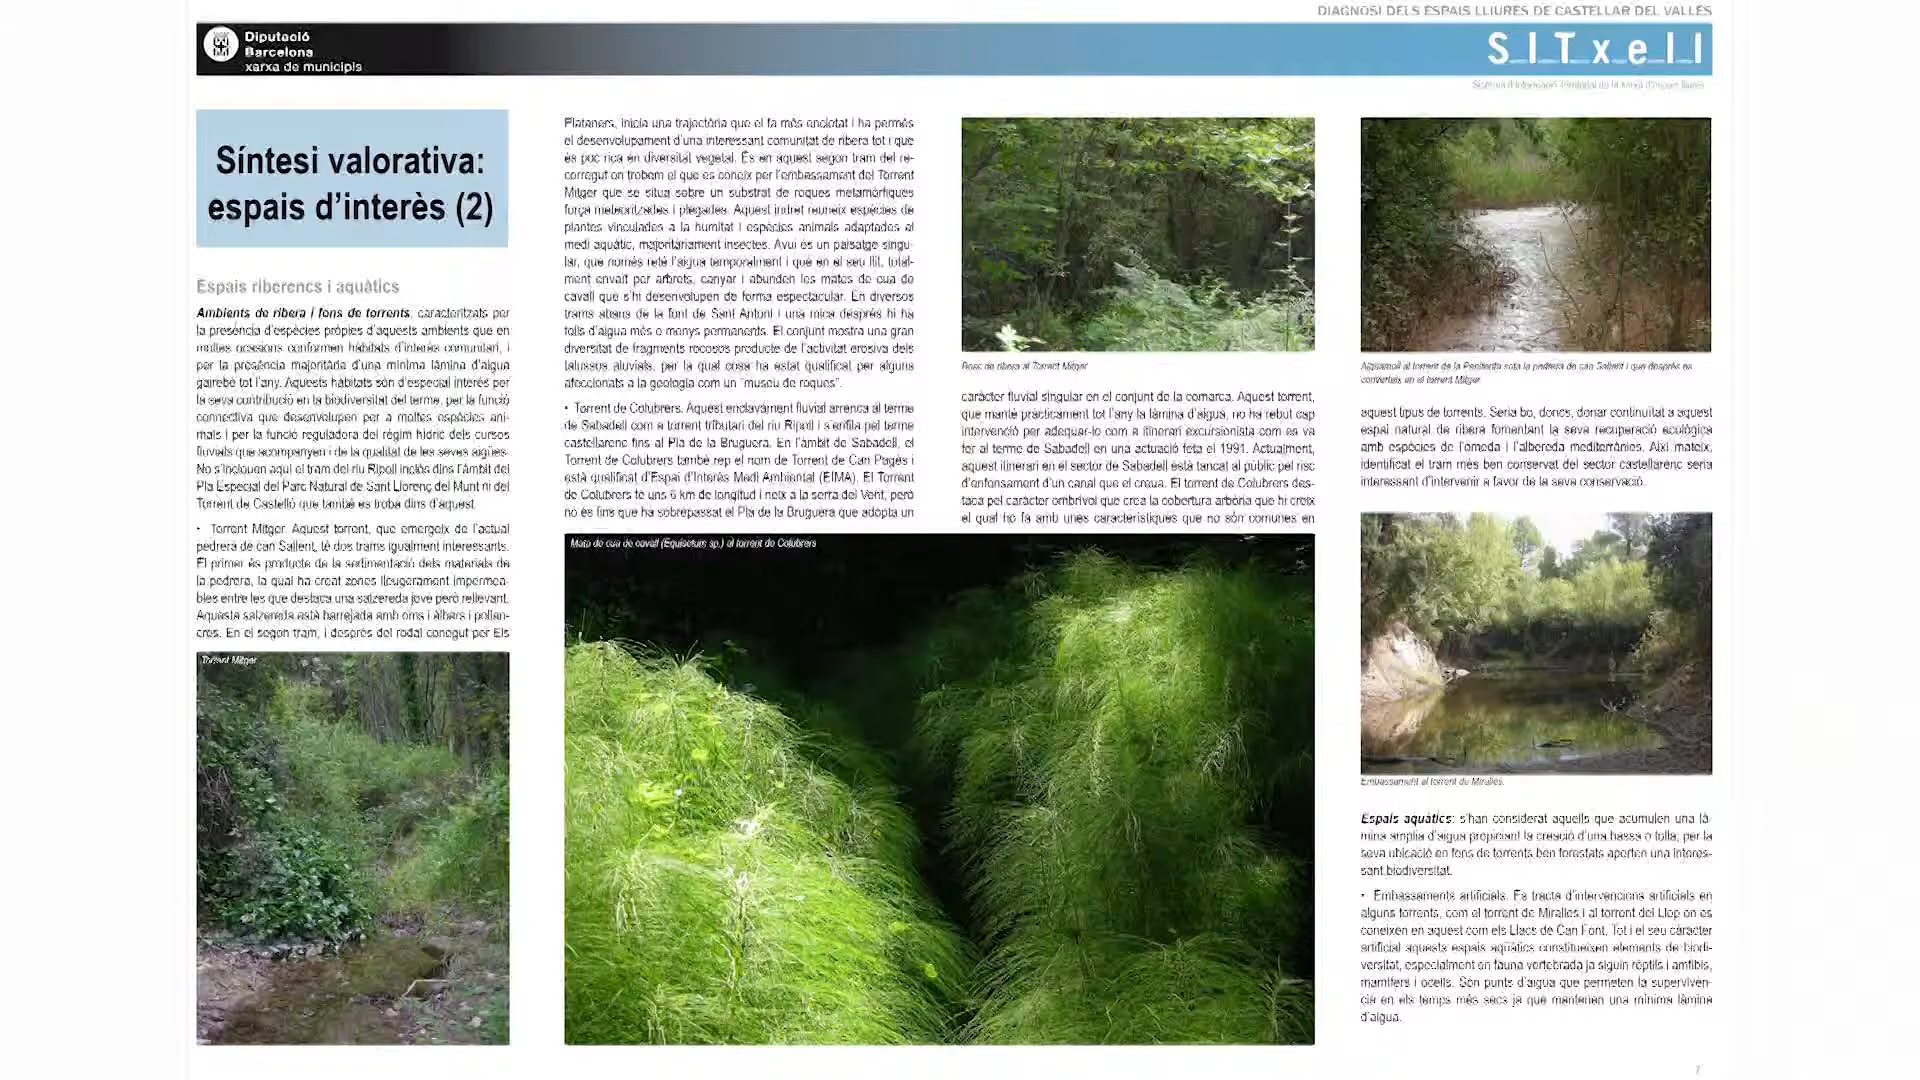 DIAGNOSI DELS ESPAIS LLIURES DE CASTELLAR DEL VALLÈS
Diputació
Barcelona
xarxa de municipis
S_I_T_x_e_l_l
Síntesi valorativa:
espais d'interès (2)
Espais riberencs i aquàtics
Ambients de ribera i fons de torrents: caracteritzats per
la presència d'espècies pròpies d'aquests ambients que en
moltes ocasions conformen hàbitats d'interès comunitari, i
per la presència majoritària d'una mínima làmina d'aigua
gairebé tot l'any. Aquests hàbitats són d'especial interès per
la seva contribució en la biodiversitat del terme, per la funció
connectiva que desenvolupen per a moltes espècies ani-
mals i per la funció reguladora del règim hídric dels cursos
fluvials que acompanyen i de la qualitat de les seves aigües.
No s'inclouen aquí el tram del riu Ripoll inclòs dins l'àmbit del
Pla Especial del Parc Natural de Sant Llorenç del Munt ni del
Torrent de Castelló que també es troba dins d'aquest.
• Torrent Mitger. Aquest torrent, que emergeix de l'actual
pedrera de can Sallent, té dos trams igualment interessants.
El primer és producte de la sedimentació dels materials de
la pedrera, la qual ha creat zones lleugerament impermea-
bles entre les que destaca una salzereda jove però rellevant.
Aquesta salzereda està barrejada amb oms i àlbers i pollan-
cres. En el segon tram, i després del rodal conegut per Els
Torrent Mitger
Plataners, inicia una trajectòria que el fa més enclotat i ha permès
el desenvolupament d'una interessant comunitat de ribera tot i que
és poc rica en diversitat vegetal. És en aquest segon tram del re-
corregut on trobem el que es coneix per l'embassament del Torrent
Mitger que se situa sobre un substrat de roques metamòrfiques
força meteoritzades i plegades. Aquest indret reuneix espècies de
plantes vinculades a la humitat i espècies animals adaptades al
medi aquàtic, majoritàriament insectes. Avui és un paisatge singu-
lar, que només reté l'aigua temporalment i que en el seu llit, total-
ment envaït per arbrets, canyar i abunden les mates de cua de
cavall que s'hi desenvolupen de forma espectacular. En diversos
trams abans de la font de Sant Antoni i una mica després hi ha
tolls d'aigua més o menys permanents. El conjunt mostra una gran
diversitat de fragments rocosos producte de l'activitat erosiva dels
talussos aluvials, per la qual cosa ha estat qualificat per alguns
afeccionats a la geologia com un "museu de roques".
• Torrent de Colubrers. Aquest enclavament fluvial arrenca al terme
de Sabadell com a torrent tributari del riu Ripoll i s'enfila pel terme
castellarenc fins al Pla de la Bruguera. En l'àmbit de Sabadell, el
Torrent de Colubrers també rep el nom de Torrent de Can Pagès i
està qualificat d'Espai d'Interès Medi Ambiental (EIMA). El Torrent
de Colubrers té uns 6 km de longitud i neix a la serra del Vent, però
no és fins que ha sobrepassat el Pla de la Bruguera que adopta un
Mata de cua de cavall (Equisetum sp.) al torrent de Colubrers
Bosc de ribera al Torrent Mitger
caràcter fluvial singular en el conjunt de la comarca. Aquest torrent,
que manté pràcticament tot l'any la làmina d'aigua, no ha rebut cap
intervenció per adequar-lo com a itinerari excursionista com es va
fer al terme de Sabadell en una actuació feta el 1991. Actualment,
aquest itinerari en el sector de Sabadell està tancat al públic pel risc
d'enfonsament d'un canal que el creua. El torrent de Colubrers des-
taca pel caràcter ombrívol que crea la cobertura arbòria que hi creix
el qual ho fa amb unes característiques que no són comunes en
Aiguamoll al torrent de la Penitenta sota la pedrera de can Sallent i que després es
converteix en el torrent Mitger.
aquest tipus de torrents. Seria bo, doncs, donar continuïtat a aquest
espai natural de ribera fomentant la seva recuperació ecològica
amb espècies de l'omeda i l'albereda mediterrànies. Així mateix,
identificat el tram més ben conservat del sector castellarenc seria
interessant d'intervenir a favor de la seva conservació.
Embassament al torrent de Miralles.
Espais aquàtics: s'han considerat aquells que acumulen una là-
mina àmplia d'aigua propiciant la creació d'una bassa o tolla; per la
seva ubicació en fons de torrents ben forestats aporten una interes-
sant biodiversitat.
• Embassaments artificials. Es tracta d'intervencions artificials en
alguns torrents, com el torrent de Miralles i al torrent del Llop on es
coneixen en aquest com els Llacs de Can Font. Tot i el seu caràcter
artificial aquests espais aquàtics constitueixen elements de biodi-
versitat, especialment en fauna vertebrada ja siguin rèptils i amfibis,
mamífers i ocells. Són punts d'aigua que permeten la supervivèn-
cia en els temps més secs ja que mantenen una mínima làmina
d'aigua.
7